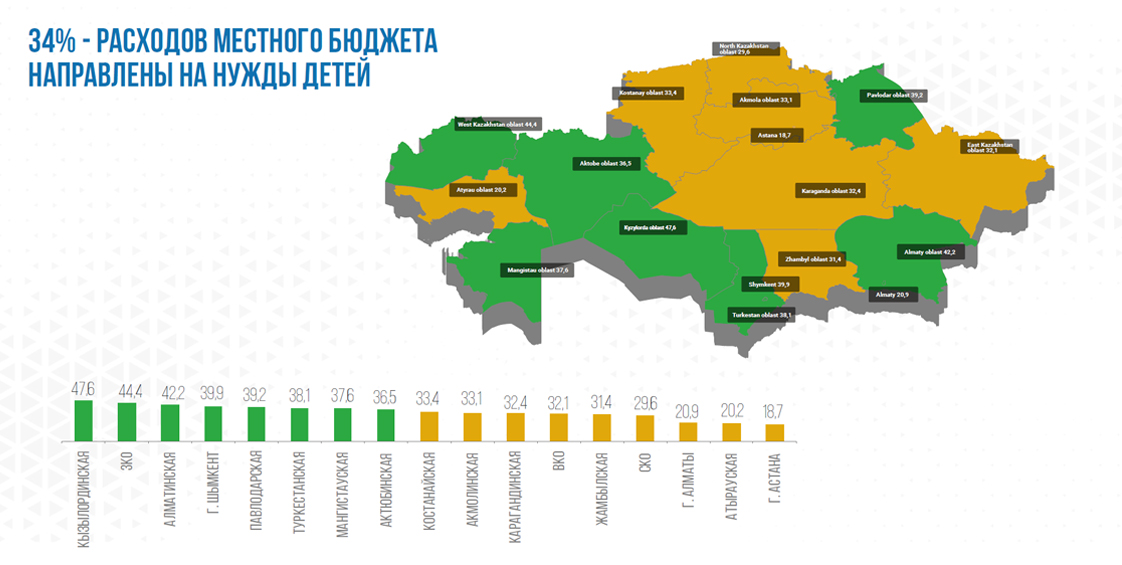 34% - РАСХОДОВ МЕСТНОГО БЮДЖЕТА
НАПРАВЛЕНЫ НА НУЖДЫ ДЕТЕЙ
North Kazakhstan
oblast 29,6
Kostanay oblast 33,4
Akmola oblast 33,1
Pavlodar oblast 39,2
West Kazakhstan oblast 44,4
Astana 18,7
East Kazakhstan
oblast 32,1
Aktobe oblast 36,5
Atyrau oblast 20,2
Karaganda oblast 32,4
Kyzylorda oblast 47,6
Almaty oblast 42,2
Zhambyl oblast 31,4
Mangistau oblast 37,6
Shymkent 39,9
Almaty 20,9
Turkestan oblast 38,1
47,6
44,4
42,2
39,9
39,2
38,1
37,6
36,5
33,4
33,1
32,4
32,1
31,4
29,6
20,9
20,2
18,7
КЫЗЫЛОРДИНСКАЯ
ЗКО
АЛМАТИНСКАЯ
Г. ШЫМКЕНТ
ПАВЛОДАРСКАЯ
ТУРКЕСТАНСКАЯ
МАНГИСТАУСКАЯ
АКТЮБИНСКАЯ
КОСТАНАЙСКАЯ
АКМОЛИНСКАЯ
КАРАГАНДИНСКАЯ
ВКО
ЖАМБЫЛСКАЯ
СКО
Г. АЛМАТЫ
АТЫРАУСКАЯ
Г. АСТАНА